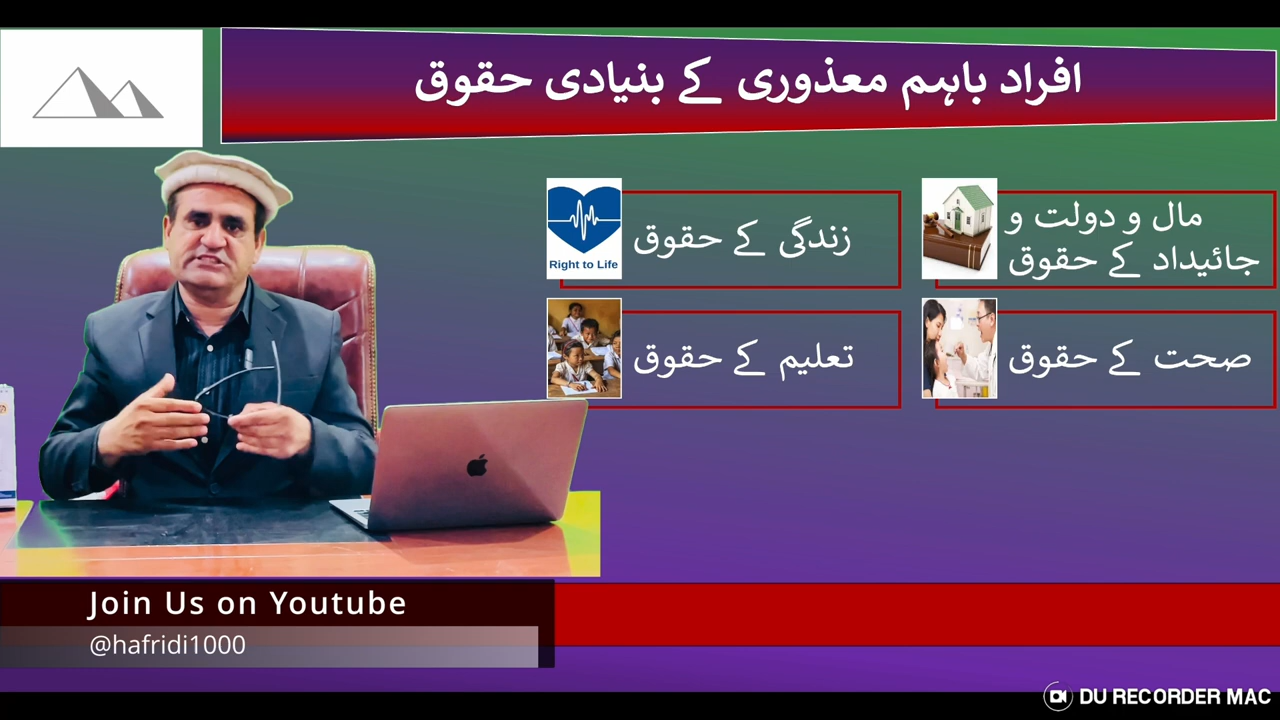 افراد باہم معذوری کے بنیادی حقوق
مال و دولت و
جائیداد کے حقوق
زندگی کے حقوق
Right to Life
صحت کے حقوق
تعلیم کے حقوق
Join Us on Youtube
@hafridi1000
DU RECORDER MAC